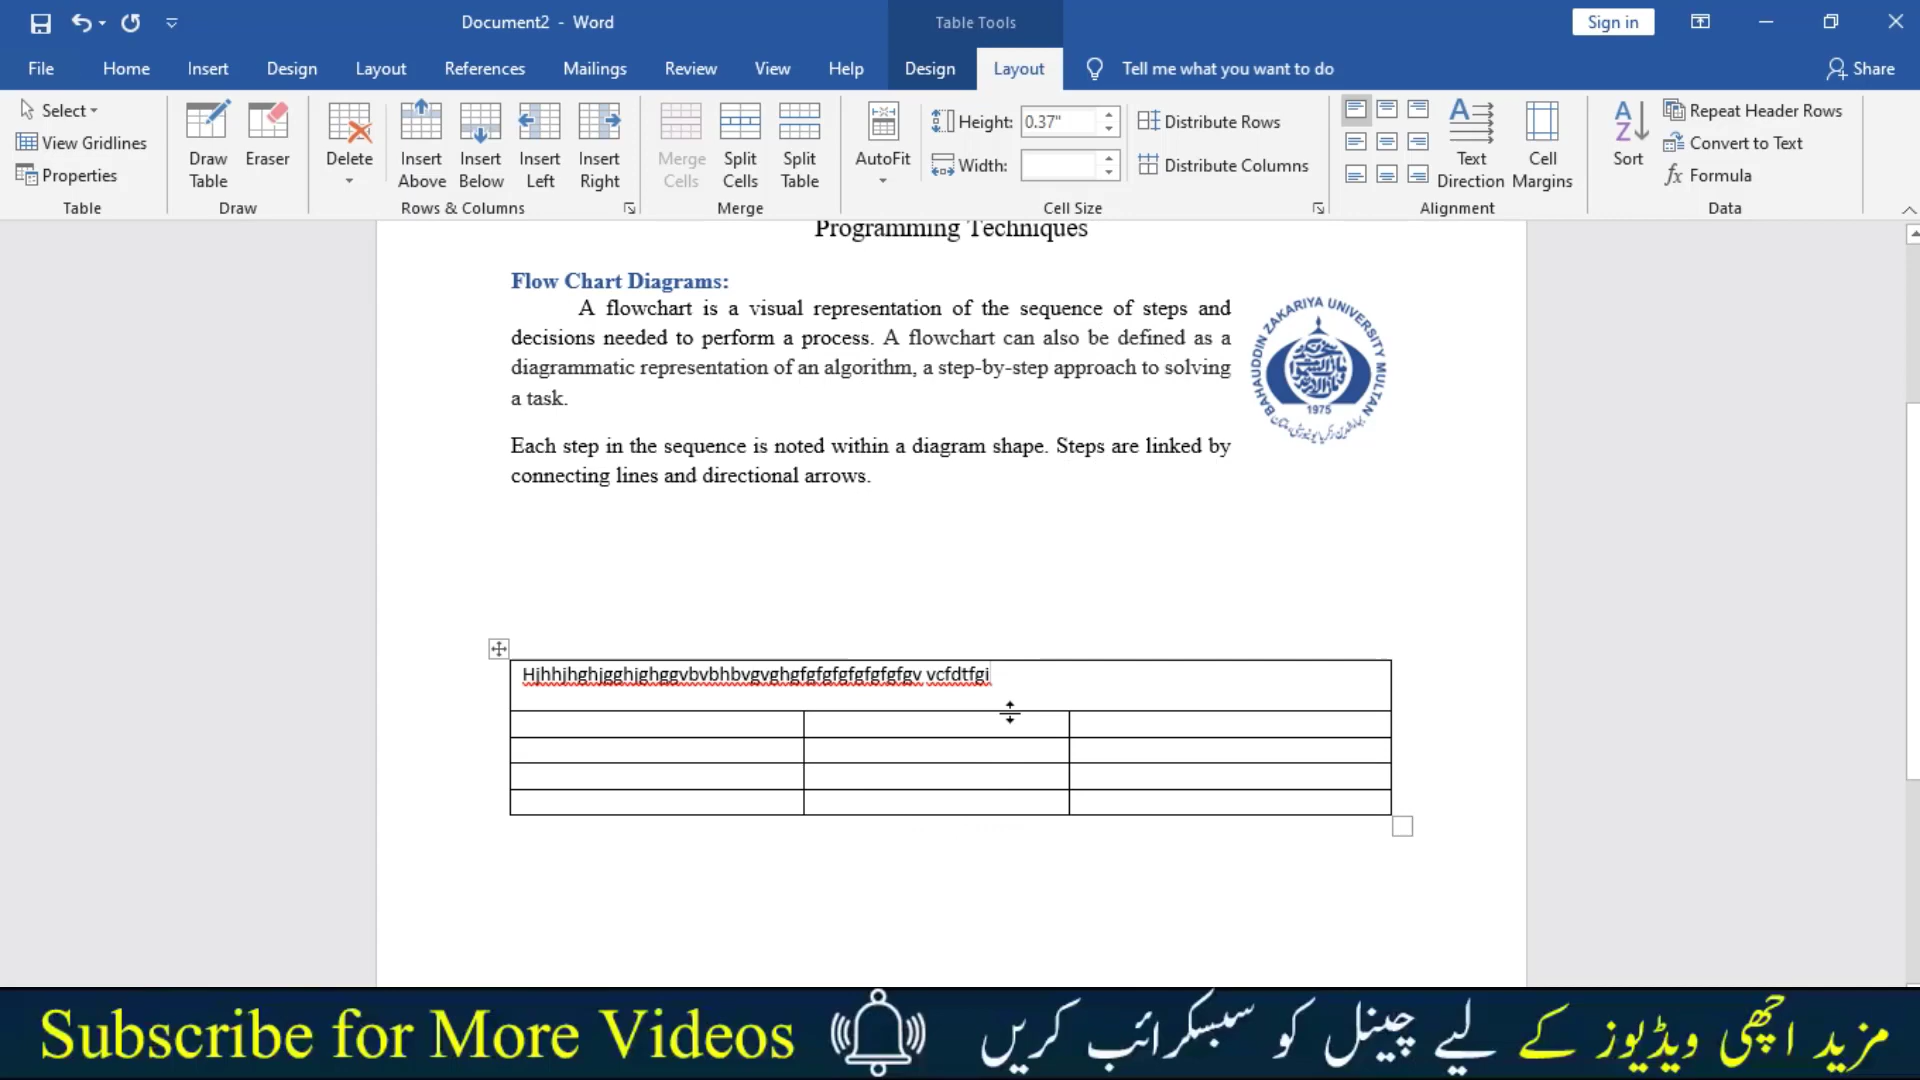 Document2 - Word
Table Tools
Sign in
File
Home
Insert
Design
Layout
References
Mailings
Review
View
Help
Design
Layout
Tell me what you want to do
Share
Select
View Gridlines
Properties
Table
Draw Table
Eraser
Draw
Delete
Insert Above
Insert Below
Insert Left
Insert Right
Rows & Columns
Merge Cells
Split Cells
Split Table
Merge
AutoFit
Height: 0.37"
Width:
Distribute Rows
Distribute Columns
Cell Size
Text Direction
Cell Margins
Alignment
Sort
Repeat Header Rows
Convert to Text
Formula
Data
Programming Techniques
Flow Chart Diagrams:
A flowchart is a visual representation of the sequence of steps and
decisions needed to perform a process. A flowchart can also be defined as a
diagrammatic representation of an algorithm, a step-by-step approach to solving
a task.
Each step in the sequence is noted within a diagram shape. Steps are linked by
connecting lines and directional arrows.
BAHAUDDIN ZAKARIYA UNIVERSITY MULTAN
1975
Hjhhjhghjgghjghggvbvbhbvgvghgfgfgfgfgfgfgfgv vcfdtfgi
Subscribe for More Videos
مزید اچھی ویڈیوز کے لیے چینل کو سبسکرائب کریں